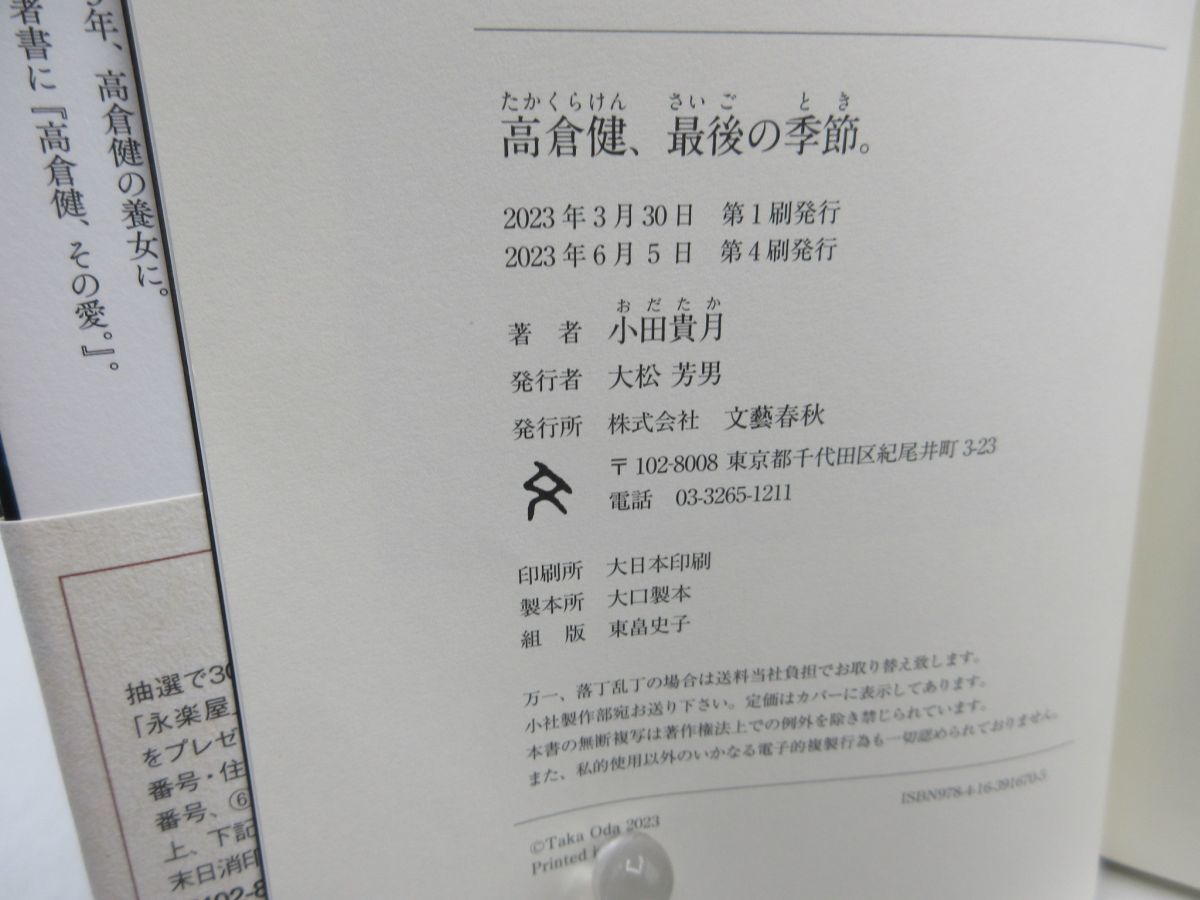 たかくらけん さいご とき
高倉健、最後の季節。
2023年3月30日 第1刷発行
2023年6月5日 第4刷発行
おだたか
著 者 小田貴月
発行者 大松 芳男
発行所 株式会社 文藝春秋
〒102-8008 東京都千代田区紀尾井町3-23
電話 03-3265-1211
印刷所 大日本印刷
製本所 大口製本
組 版 東畠史子
万一、落丁乱丁の場合は送料当社負担でお取り替え致します。
小社製作部宛お送り下さい。定価はカバーに表示してあります。
本書の無断複写は著作権法上での例外を除き禁じられています。
また、私的使用以外のいかなる電子的複製行為も一切認められておりません。
ISBN978-4-16-391670-5
©Taka Oda 2023
Printed
年、高倉健の養女に。
著書に『高倉健、その愛。』。
抽選で30
「永楽屋」
をプレゼ
番号・住
番号、⑥
上、下記
末日消印